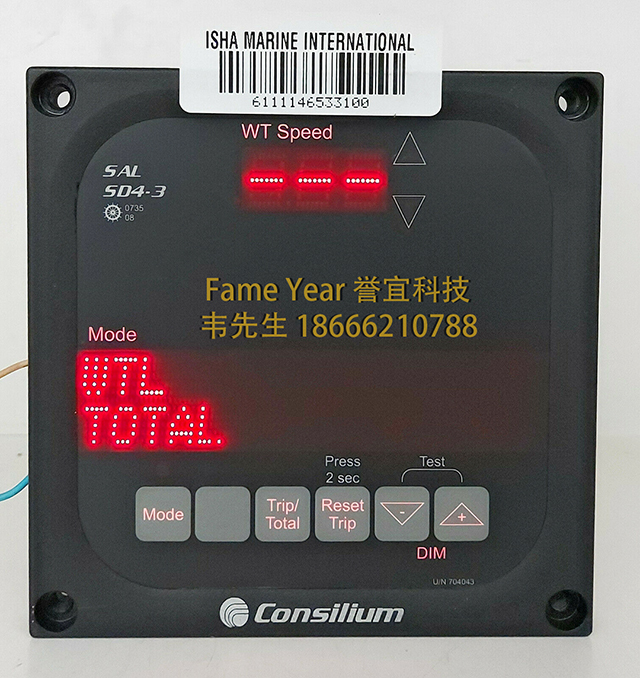 ISHA MARINE INTERNATIONAL
6111146533100
WT Speed
---
SAL
SD4-3
0735
08
Fame Year 誉宜科技
韦先生 18666210788
Mode
WTL
TOTAL
Press
2 sec
Test
Mode
Trip/
Total
Reset
Trip
-
+
DIM
U/N 704043
Consilium